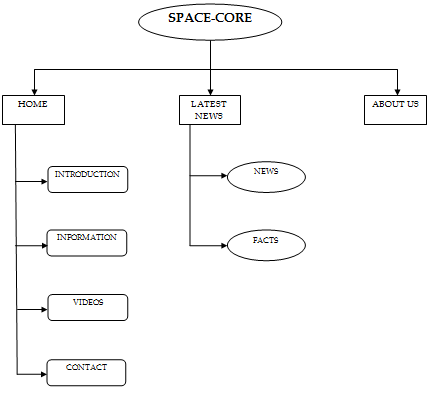 SPACE-CORE
HOME
LATEST
NEWS
ABOUT US
INTRODUCTION
NEWS
INFORMATION
FACTS
VIDEOS
CONTACT